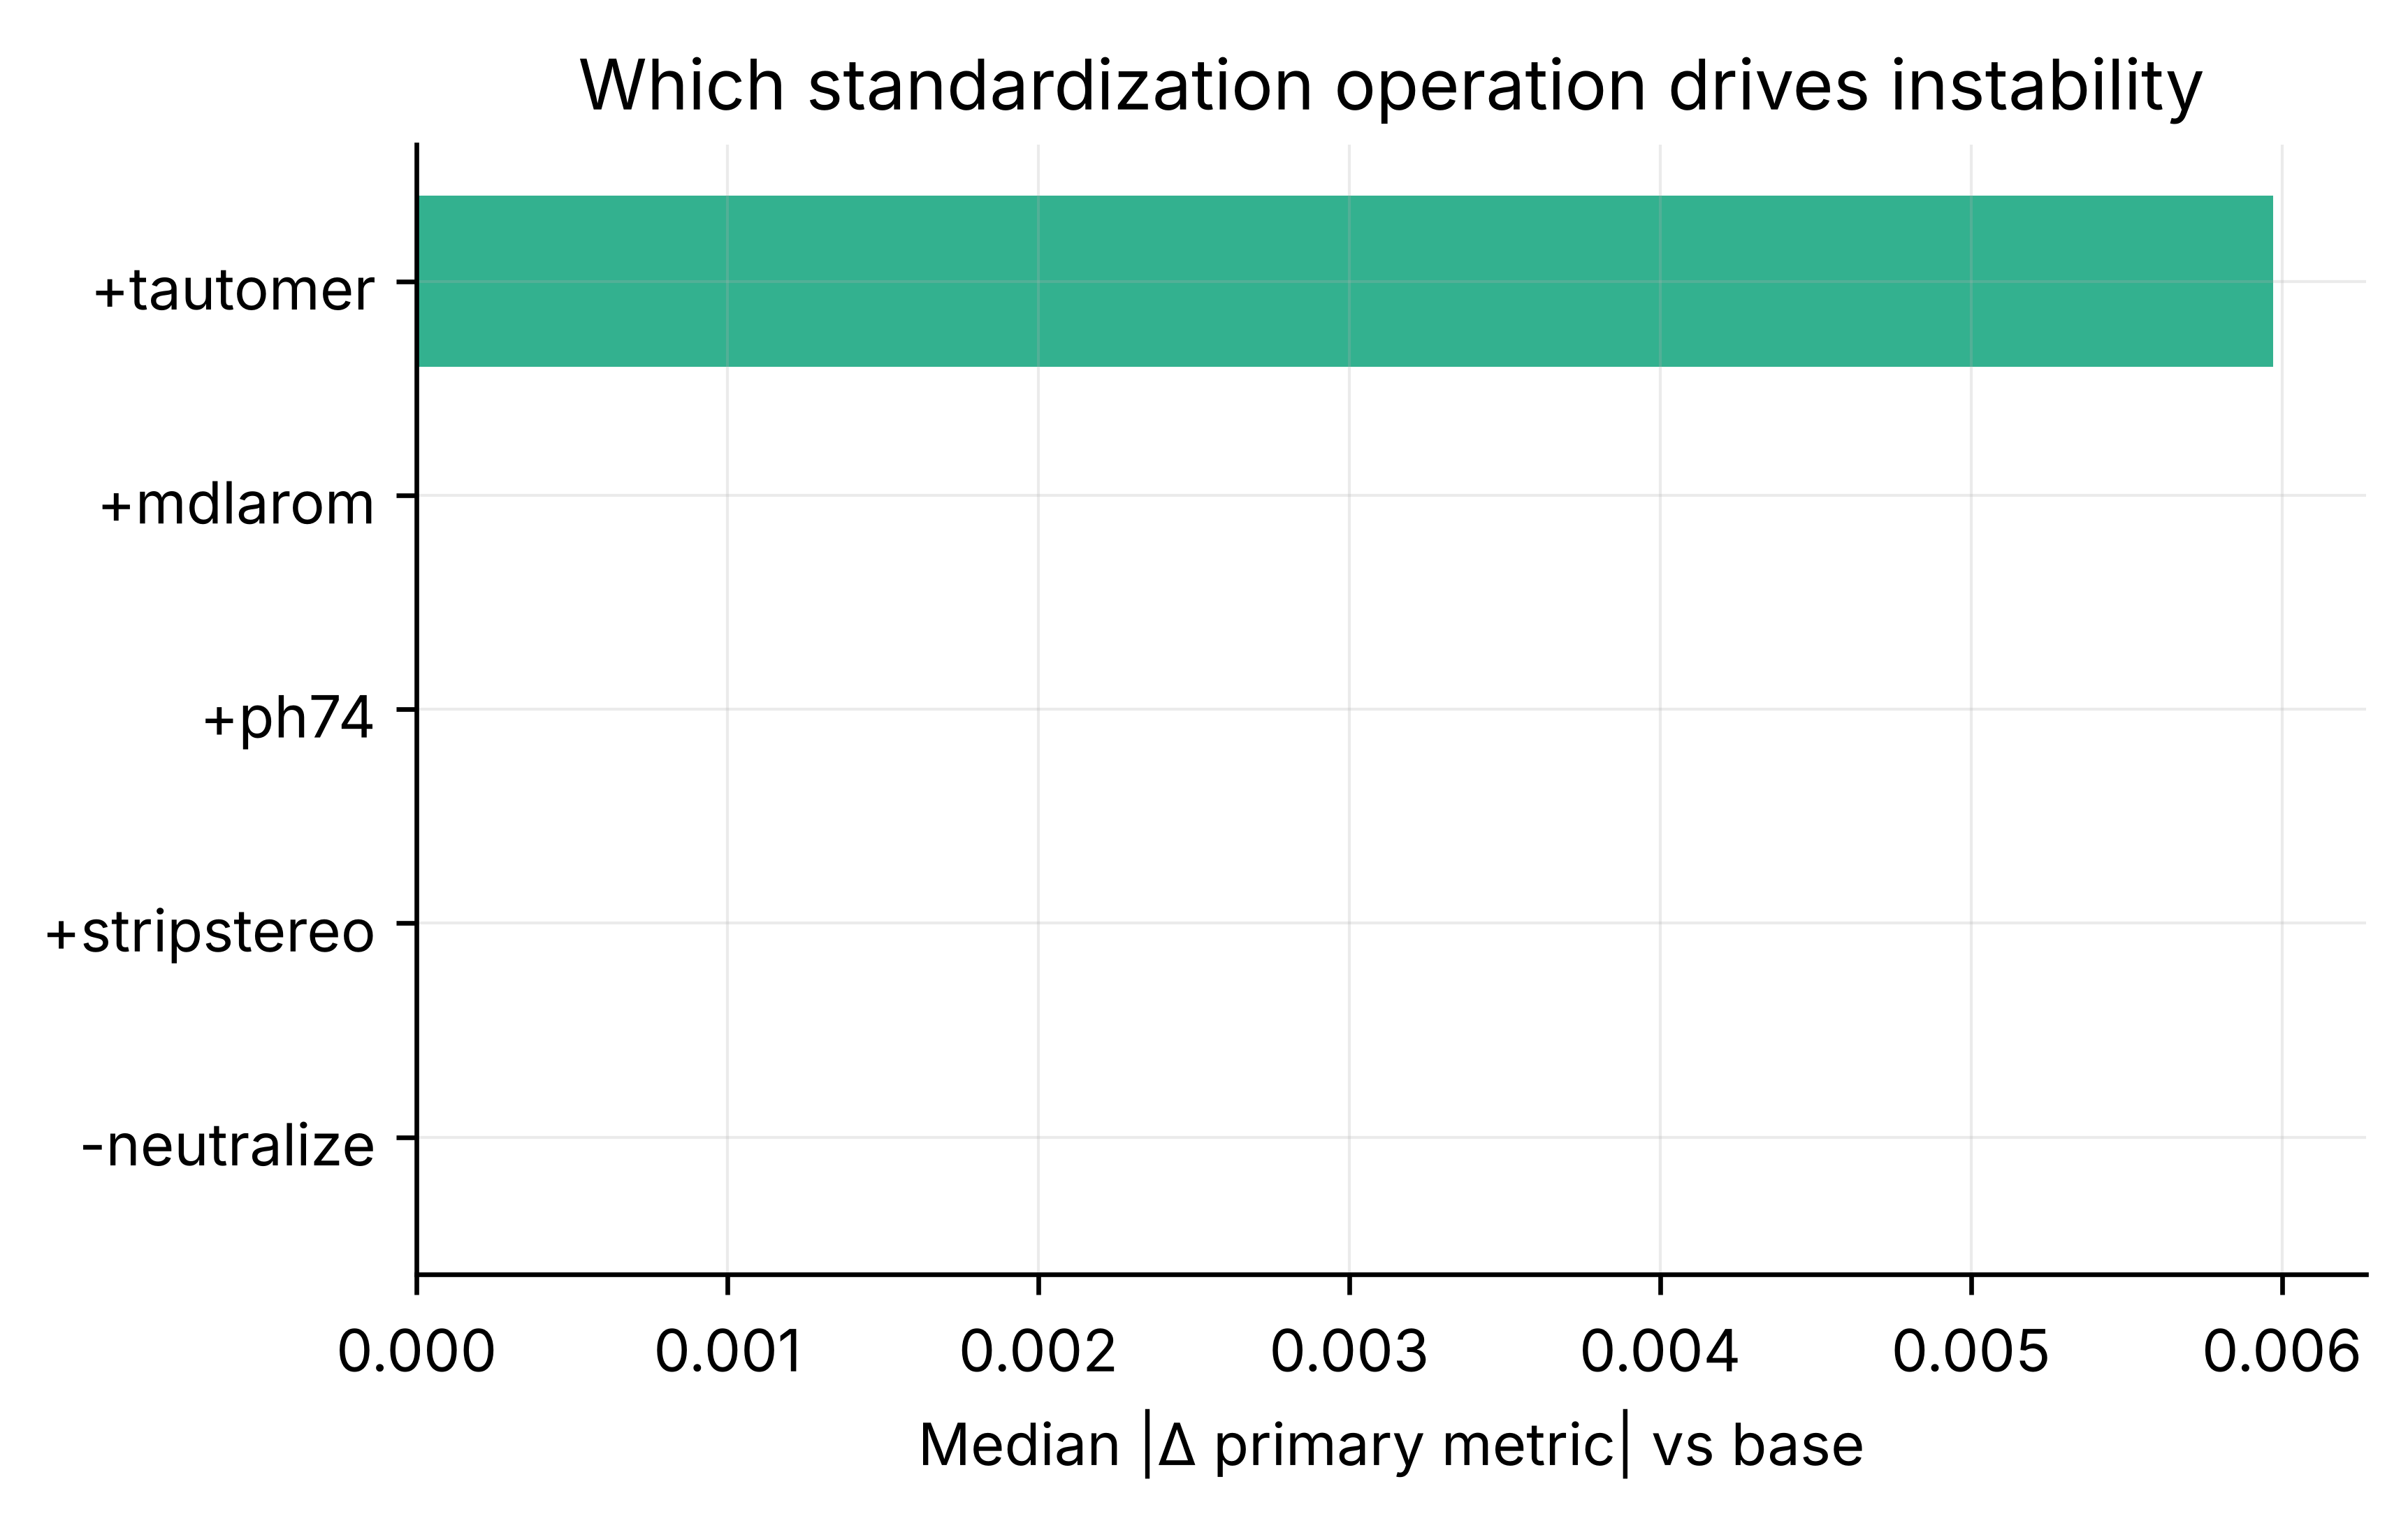 Which standardization operation drives instability
+tautomer
+mdlarom
+ph74
+stripstereo
-neutralize
0.000 0.001 0.002 0.003 0.004 0.005 0.006
Median |Δ primary metric| vs base